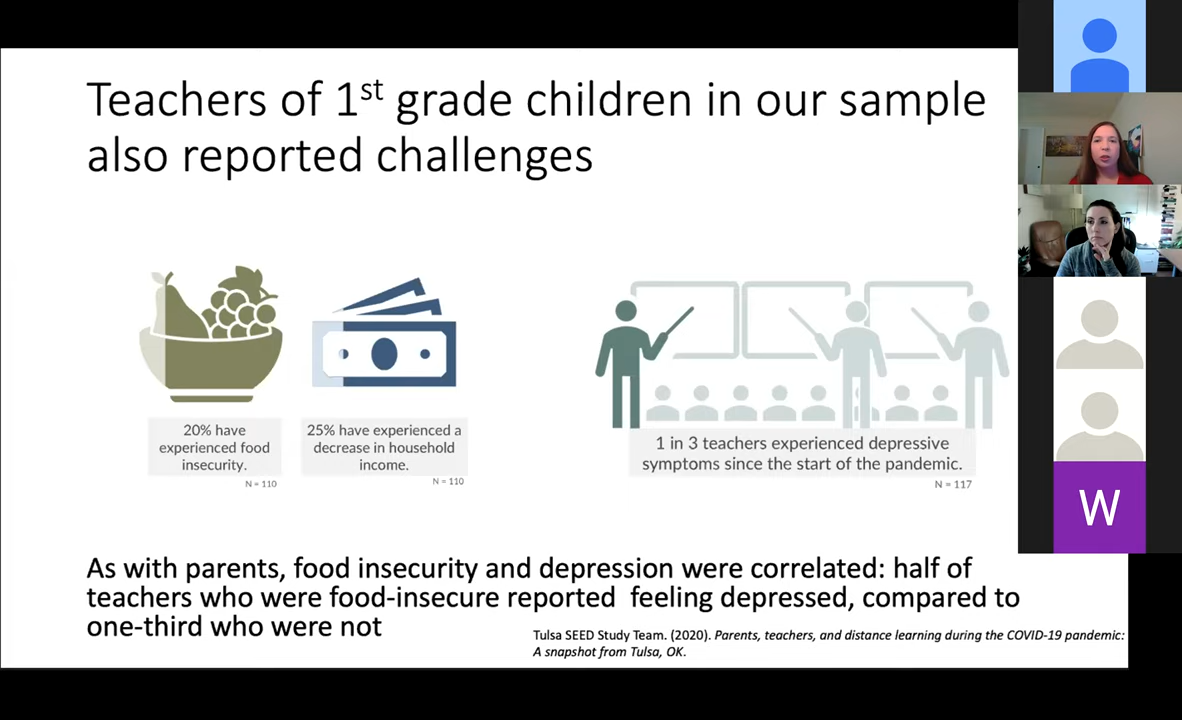 Teachers of 1st grade children in our sample
also reported challenges
20% have
experienced food
insecurity.
N = 110
25% have experienced a
decrease in household
income.
N = 110
1 in 3 teachers experienced depressive
symptoms since the start of the pandemic.
N = 117
As with parents, food insecurity and depression were correlated: half of
teachers who were food-insecure reported  feeling depressed, compared to
one-third who were not
Tulsa SEED Study Team. (2020). Parents, teachers, and distance learning during the COVID-19 pandemic:
A snapshot from Tulsa, OK.
W